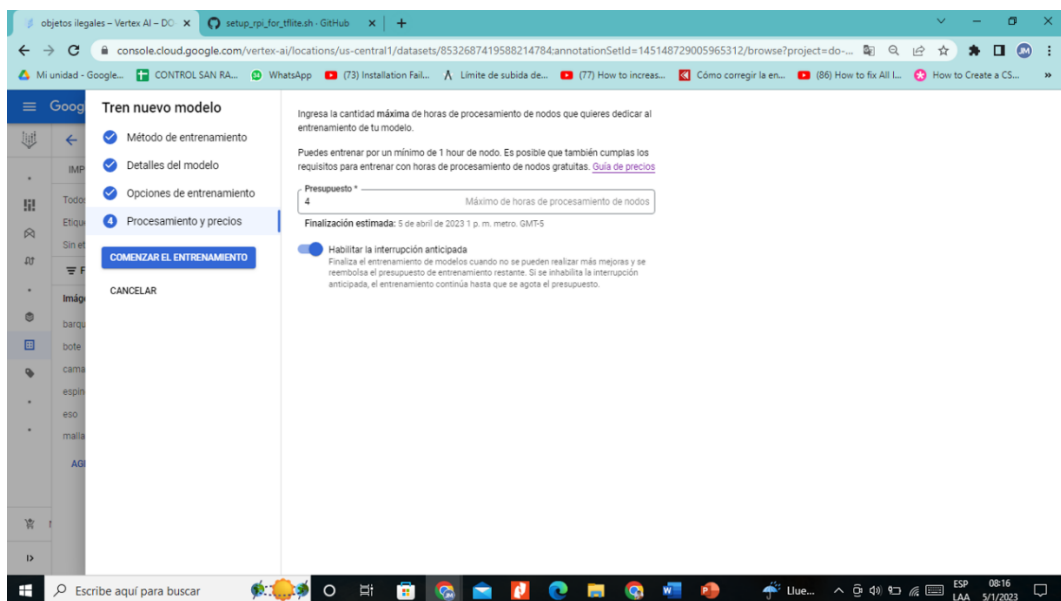 objetos ilegales – Vertex AI – DO
setup_rpi_for_tflite.sh · GitHub
console.cloud.google.com/vertex-ai/locations/us-central1/datasets/8532687419588214784;annotationSetId=145148729005965312/browse?project=do-...
Mi unidad - Google...
CONTROL SAN RA...
WhatsApp
(73) Installation Fail...
Límite de subida de...
(77) How to increas...
Cómo corregir la en...
(86) How to fix All I...
How to Create a CS...
»
Goog
Tren nuevo modelo
Método de entrenamiento
Detalles del modelo
Opciones de entrenamiento
4 Procesamiento y precios
COMENZAR EL ENTRENAMIENTO
CANCELAR
IMP
Todo
Etique
Sin et
F
Imáge
barqu
bote
cama
espin
eso
malla
AGI
Ingresa la cantidad máxima de horas de procesamiento de nodos que quieres dedicar al
entrenamiento de tu modelo.
Puedes entrenar por un mínimo de 1 hour de nodo. Es posible que también cumplas los
requisitos para entrenar con horas de procesamiento de nodos gratuitas. Guía de precios
Presupuesto *
4 Máximo de horas de procesamiento de nodos
Finalización estimada: 5 de abril de 2023 1 p. m. metro. GMT-5
Habilitar la interrupción anticipada
Finaliza el entrenamiento de modelos cuando no se pueden realizar más mejoras y se
reembolsa el presupuesto de entrenamiento restante. Si se inhabilita la interrupción
anticipada, el entrenamiento continúa hasta que se agota el presupuesto.
Escribe aquí para buscar
Llue...
ESP
LAA
08:16
5/1/2023